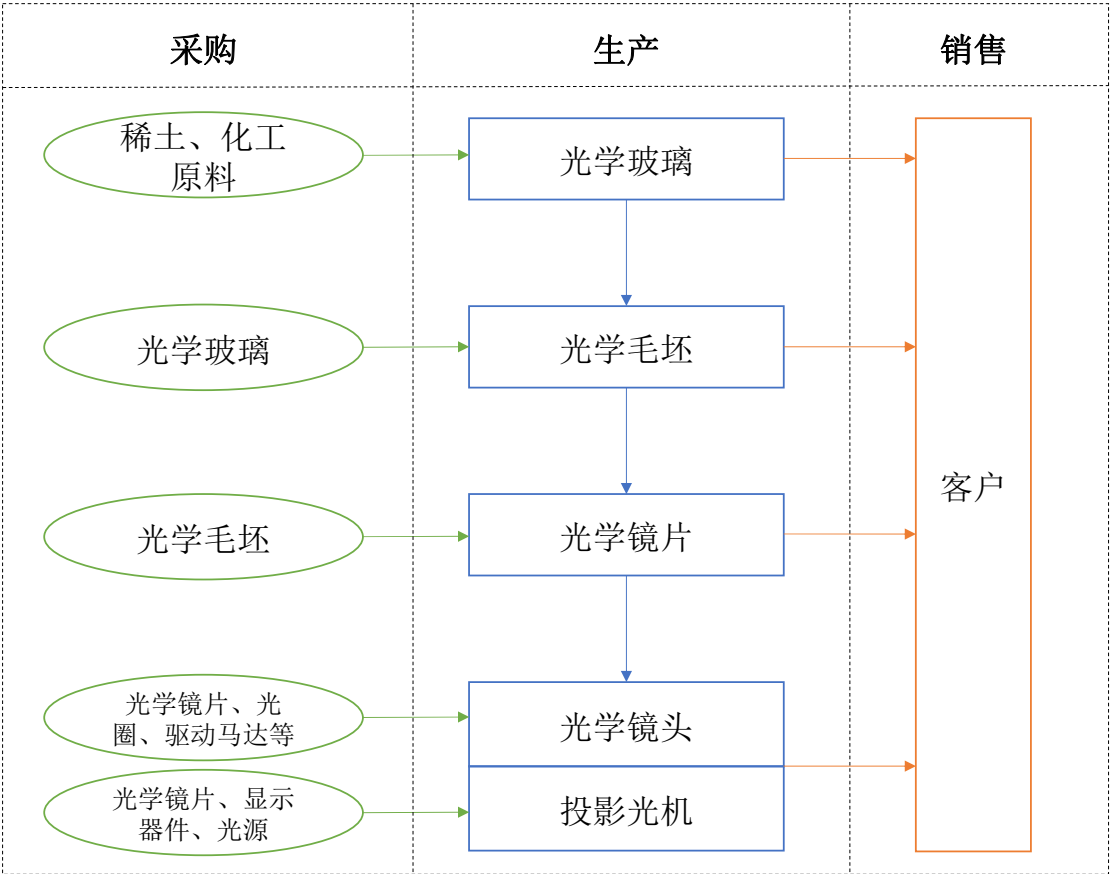 采购
生产
销售
稀土、化工
原料
光学玻璃
光学玻璃
光学毛坯
客户
光学毛坯
光学镜片
光学镜片、光
圈、驱动马达等
光学镜头
光学镜片、显示
器件、光源
投影光机